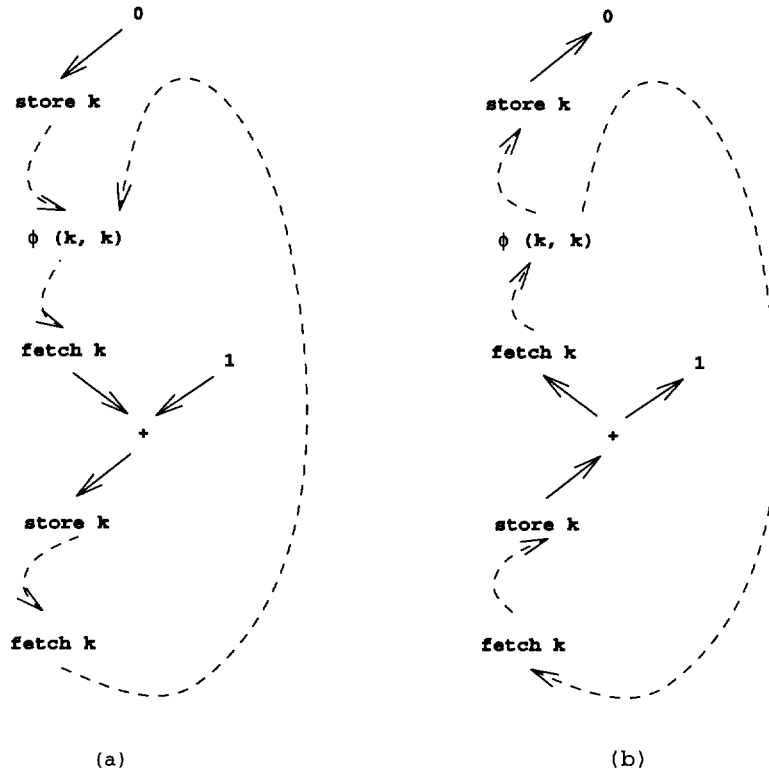 0
store k
ϕ (k, k)
fetch k
1
+
store k
fetch k
(a)
0
store k
ϕ (k, k)
fetch k
1
+
store k
fetch k
(b)